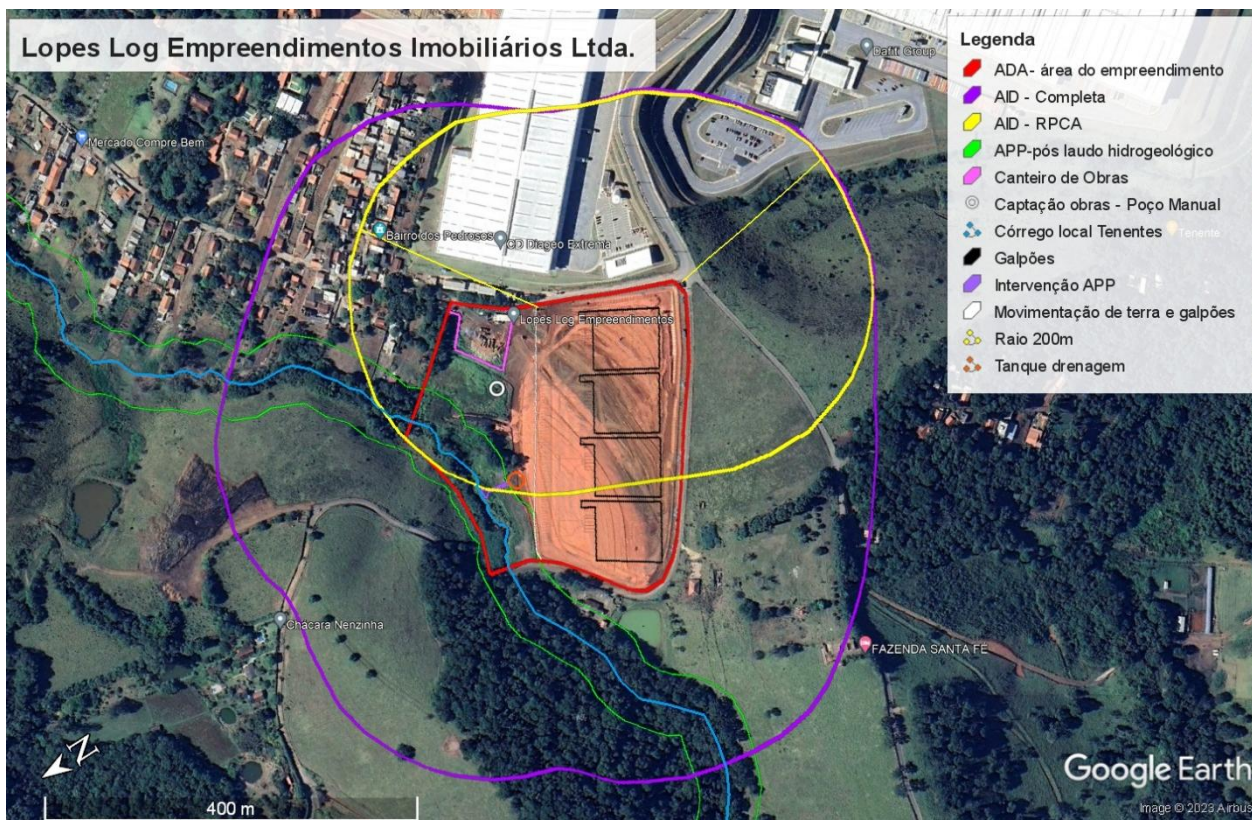 Lopes Log Empreendimentos Imobiliários Ltda.
Legenda
ADA- área do empreendimento
AID - Completa
AID - RPCA
APP-pós laudo hidrogeológico
Canteiro de Obras
Captação obras - Poço Manual
Córrego local Tenentes
Galpões
Intervenção APP
Movimentação de terra e galpões
Raio 200m
Tanque drenagem
Tenente
Dafiti Group
Mercado Compre Bem
Bairro dos Pedrosos
CD Diageo Extrema
Lopes Log Empreendimentos
Chácara Nenzinha
FAZENDA SANTA FÉ
N
400 m
Google Earth
Image © 2023 Airbus